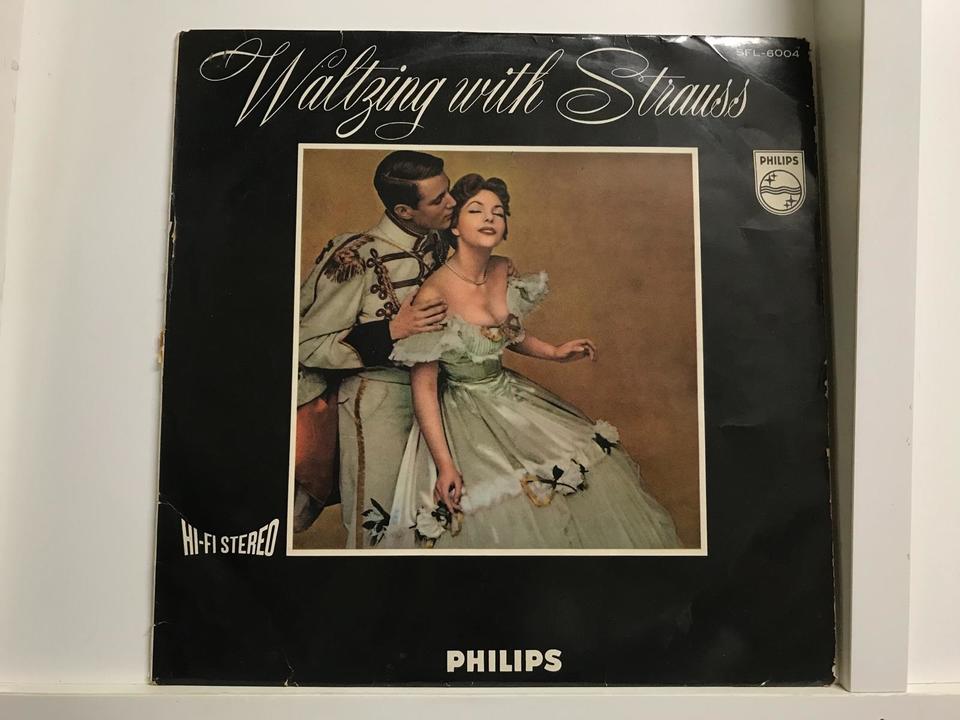 SFL-6004
Waltzing with Strauss
PHILIPS
HI-FI STEREO
PHILIPS